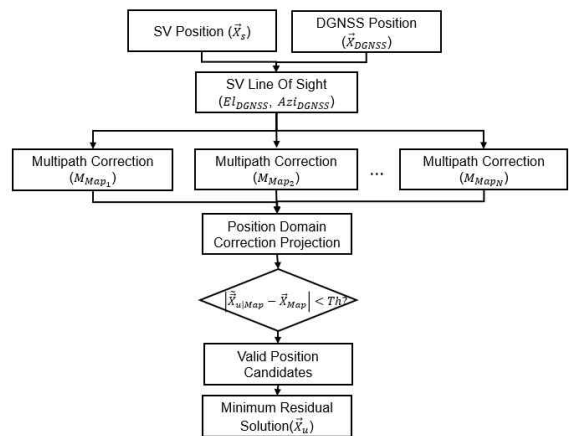 SV Position (X⃗ₛ)
DGNSS Position
(X⃗_DGNSS)
SV Line Of Sight
(El_DGNSS, Azi_DGNSS)
Multipath Correction
(M_Map₁)
Multipath Correction
(M_Map₂)
...
Multipath Correction
(M_Map_N)
Position Domain
Correction Projection
|X̃⃗_u|Map − X⃗_Map| < Th?
Valid Position
Candidates
Minimum Residual
Solution(X⃗ᵤ)